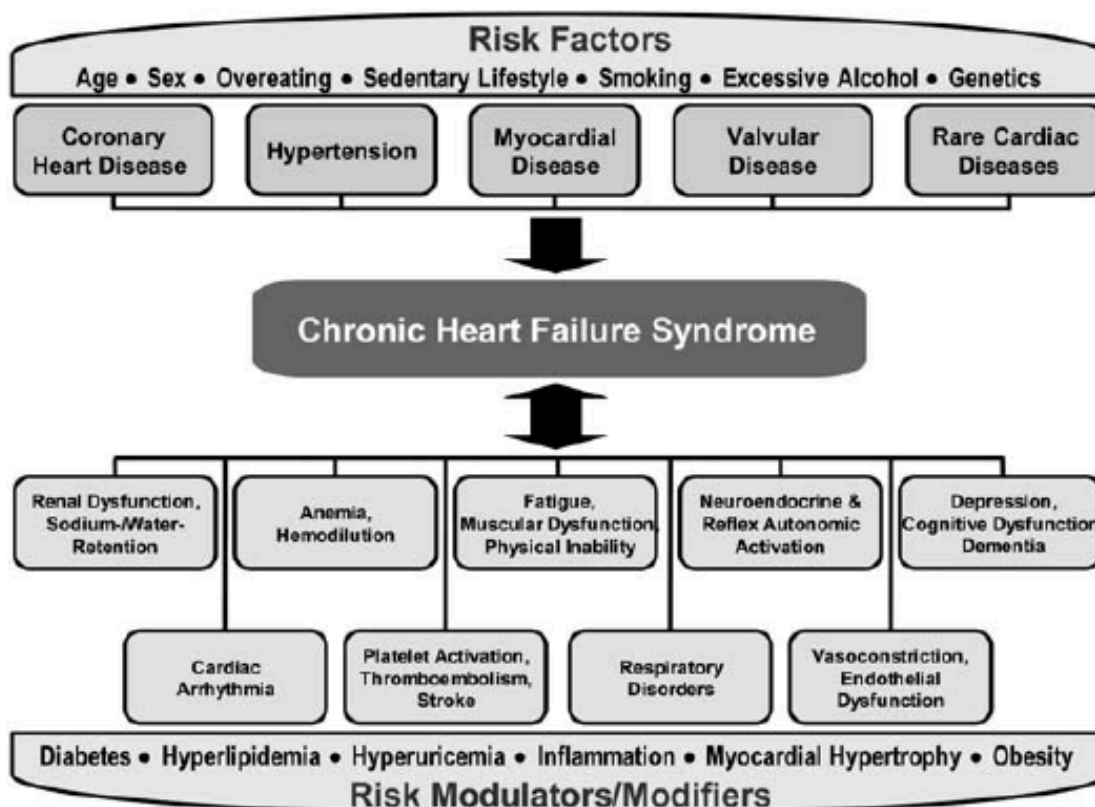 Risk Factors
Age • Sex • Overeating • Sedentary Lifestyle • Smoking • Excessive Alcohol • Genetics
Coronary
Heart Disease
Hypertension
Myocardial
Disease
Valvular
Disease
Rare Cardiac
Diseases
Chronic Heart Failure Syndrome
Renal Dysfunction,
Sodium-/Water-
Retention
Anemia,
Hemodilution
Fatigue,
Muscular Dysfunction,
Physical Inability
Neuroendocrine &
Reflex Autonomic
Activation
Depression,
Cognitive Dysfunction
Dementia
Cardiac
Arrhythmia
Platelet Activation,
Thromboembolism,
Stroke
Respiratory
Disorders
Vasoconstriction,
Endothelial
Dysfunction
Diabetes • Hyperlipidemia • Hyperuricemia • Inflammation • Myocardial Hypertrophy • Obesity
Risk Modulators/Modifiers